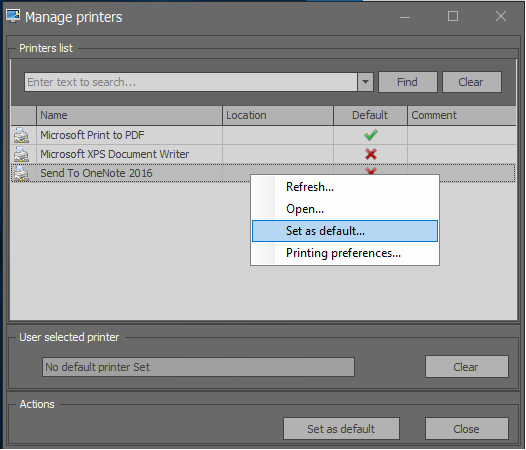 Manage printers
Printers list
Enter text to search... Find Clear
Name Location Default Comment
Microsoft Print to PDF
Microsoft XPS Document Writer
Send To OneNote 2016
Refresh...
Open...
Set as default...
Printing preferences...
User selected printer
No default printer Set Clear
Actions
Set as default Close